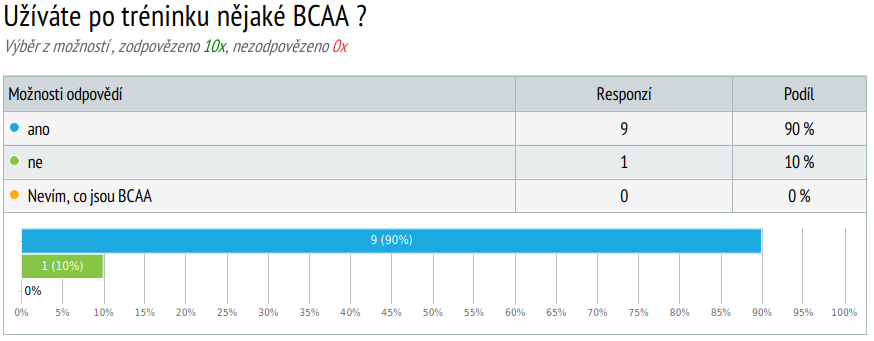 Užíváte po tréninku nějaké BCAA ?
Výběr z možností , zodpovězeno 10x, nezodpovězeno 0x
Možnosti odpovědí Responzí Podíl
ano 9 90 %
ne 1 10 %
Nevím, co jsou BCAA 0 0 %
9 (90%)
1 (10%)
0%
0% 5% 10% 15% 20% 25% 30% 35% 40% 45% 50% 55% 60% 65% 70% 75% 80% 85% 90% 95% 100%